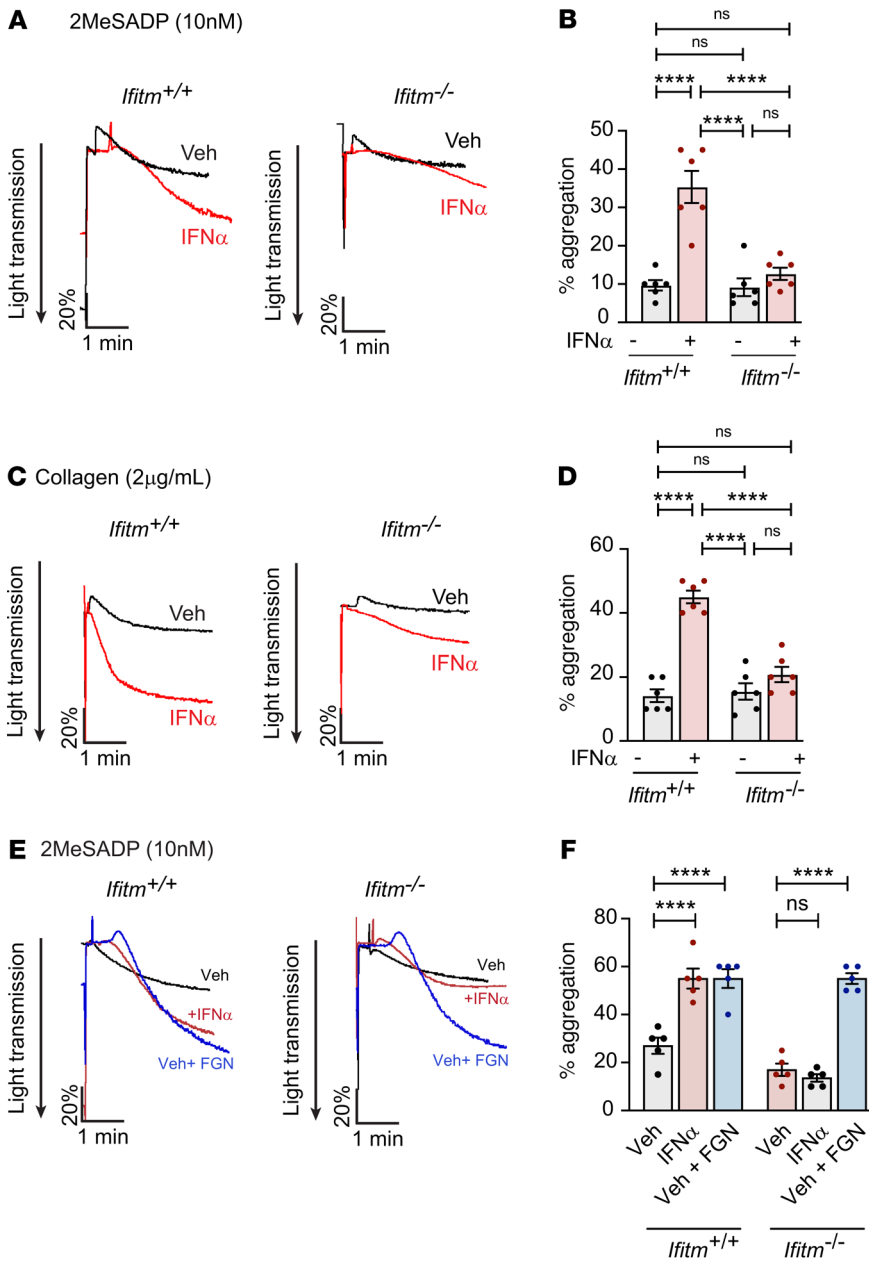 A
2MeSADP (10nM)
Ifitm+/+
Ifitm-/-
Light transmission
Veh
IFNα
20%
1 min
Light transmission
Veh
IFNα
20%
1 min
B
ns
ns
****
****
****
ns
% aggregation
50
40
30
20
10
0
IFNα
-
+
-
+
Ifitm+/+
Ifitm-/-
C
Collagen (2μg/mL)
Ifitm+/+
Ifitm-/-
Light transmission
Veh
IFNα
20%
1 min
Light transmission
Veh
IFNα
20%
1 min
D
ns
ns
****
****
****
ns
% aggregation
60
40
20
0
IFNα
-
+
-
+
Ifitm+/+
Ifitm-/-
E
2MeSADP (10nM)
Ifitm+/+
Ifitm-/-
Light transmission
Veh
+IFNα
Veh+ FGN
20%
1 min
Light transmission
Veh
+IFNα
Veh+ FGN
20%
1 min
F
****
****
****
ns
% aggregation
80
60
40
20
0
Veh
IFNα
Veh + FGN
Veh
IFNα
Veh + FGN
Ifitm+/+
Ifitm-/-